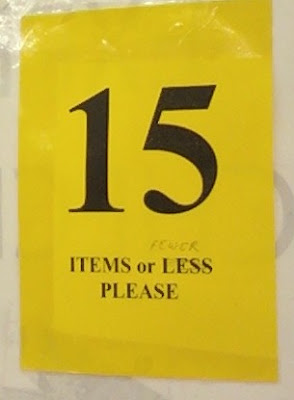 15
FEWER
ITEMS or LESS
PLEASE